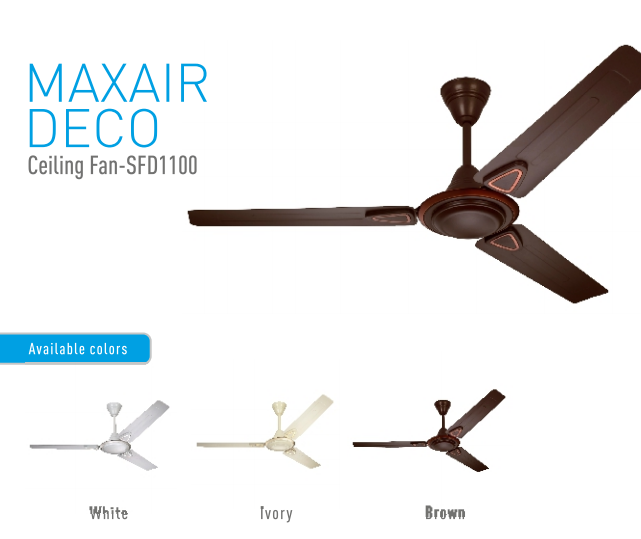 MAXAIR
DECO
Ceiling Fan-SFD1100
Available colors
White
Ivory
Brown